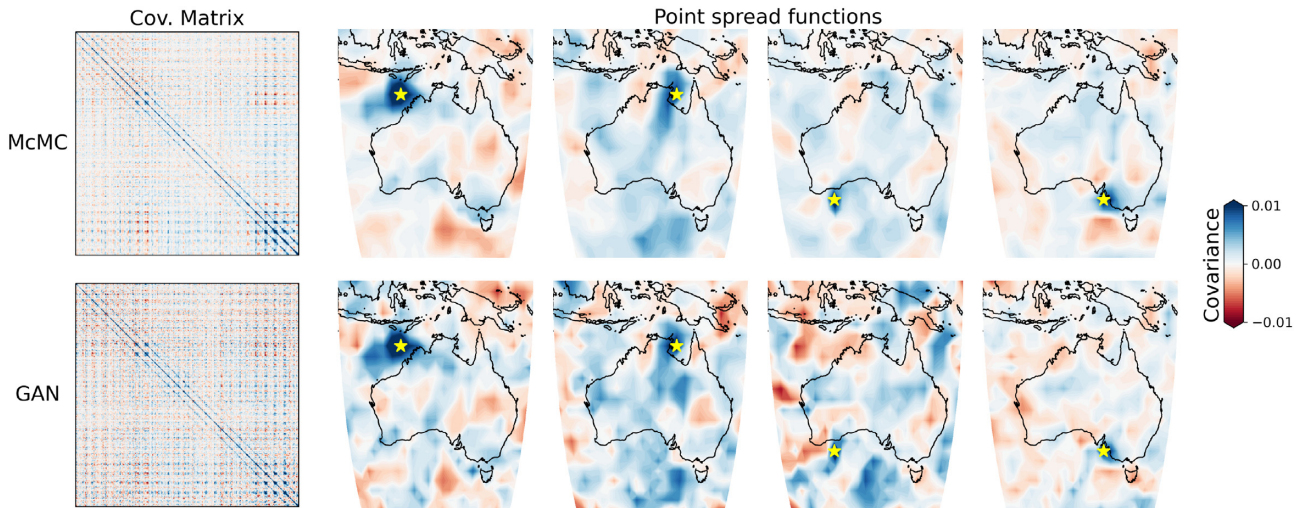 Cov. Matrix
Point spread functions
McMC
GAN
Covariance
0.01
0.00
−0.01